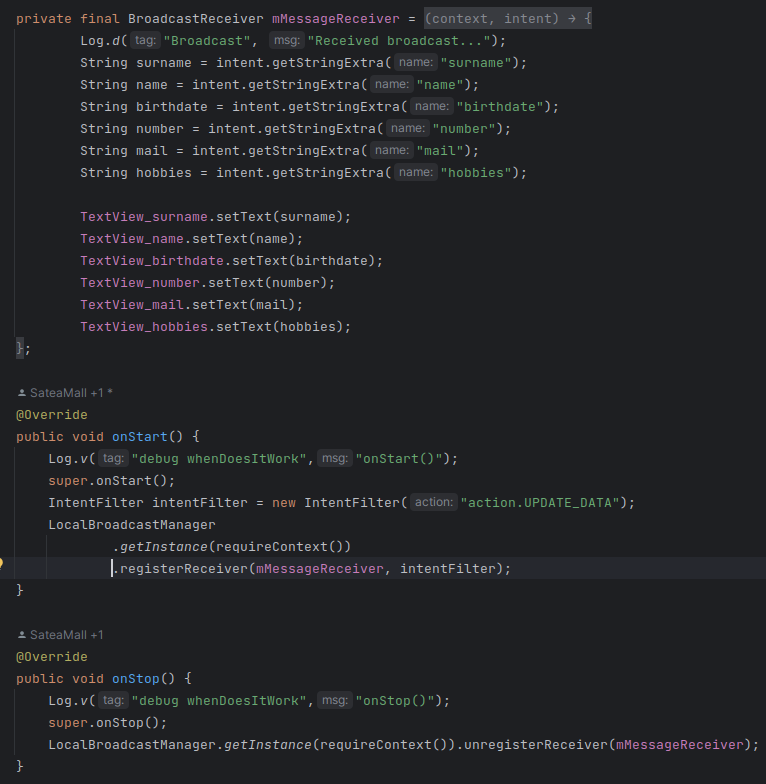 private final BroadcastReceiver mMessageReceiver = (context, intent) → {
Log.d( tag: "Broadcast", msg: "Received broadcast...");
String surname = intent.getStringExtra( name: "surname");
String name = intent.getStringExtra( name: "name");
String birthdate = intent.getStringExtra( name: "birthdate");
String number = intent.getStringExtra( name: "number");
String mail = intent.getStringExtra( name: "mail");
String hobbies = intent.getStringExtra( name: "hobbies");
TextView_surname.setText(surname);
TextView_name.setText(name);
TextView_birthdate.setText(birthdate);
TextView_number.setText(number);
TextView_mail.setText(mail);
TextView_hobbies.setText(hobbies);
};
SateaMall +1 *
@Override
public void onStart() {
Log.v( tag: "debug whenDoesItWork", msg: "onStart()");
super.onStart();
IntentFilter intentFilter = new IntentFilter( action: "action.UPDATE_DATA");
LocalBroadcastManager
.getInstance(requireContext())
.registerReceiver(mMessageReceiver, intentFilter);
}
SateaMall +1
@Override
public void onStop() {
Log.v( tag: "debug whenDoesItWork", msg: "onStop()");
super.onStop();
LocalBroadcastManager.getInstance(requireContext()).unregisterReceiver(mMessageReceiver);
}